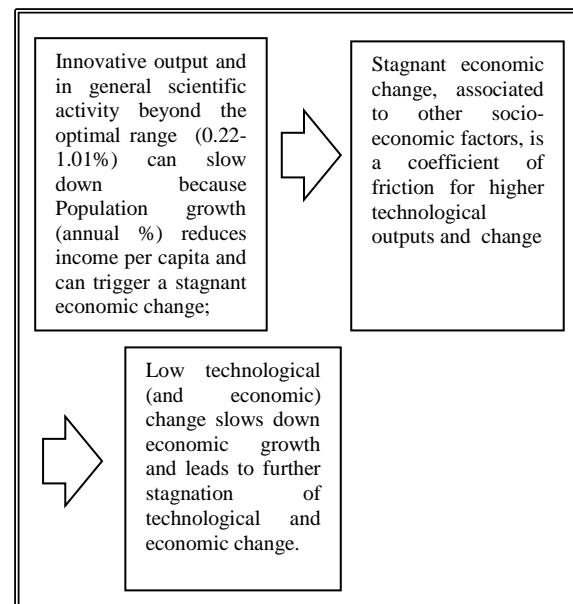 Innovative output and
in general scientific
activity beyond the
optimal range (0.22-
1.01%) can slow
down because
Population growth
(annual %) reduces
income per capita and
can trigger a stagnant
economic change;
Stagnant economic
change, associated
to other socio-
economic factors, is
a coefficient of
friction for higher
technological
outputs and change
Low technological
(and economic)
change slows down
economic growth
and leads to further
stagnation of
technological and
economic change.